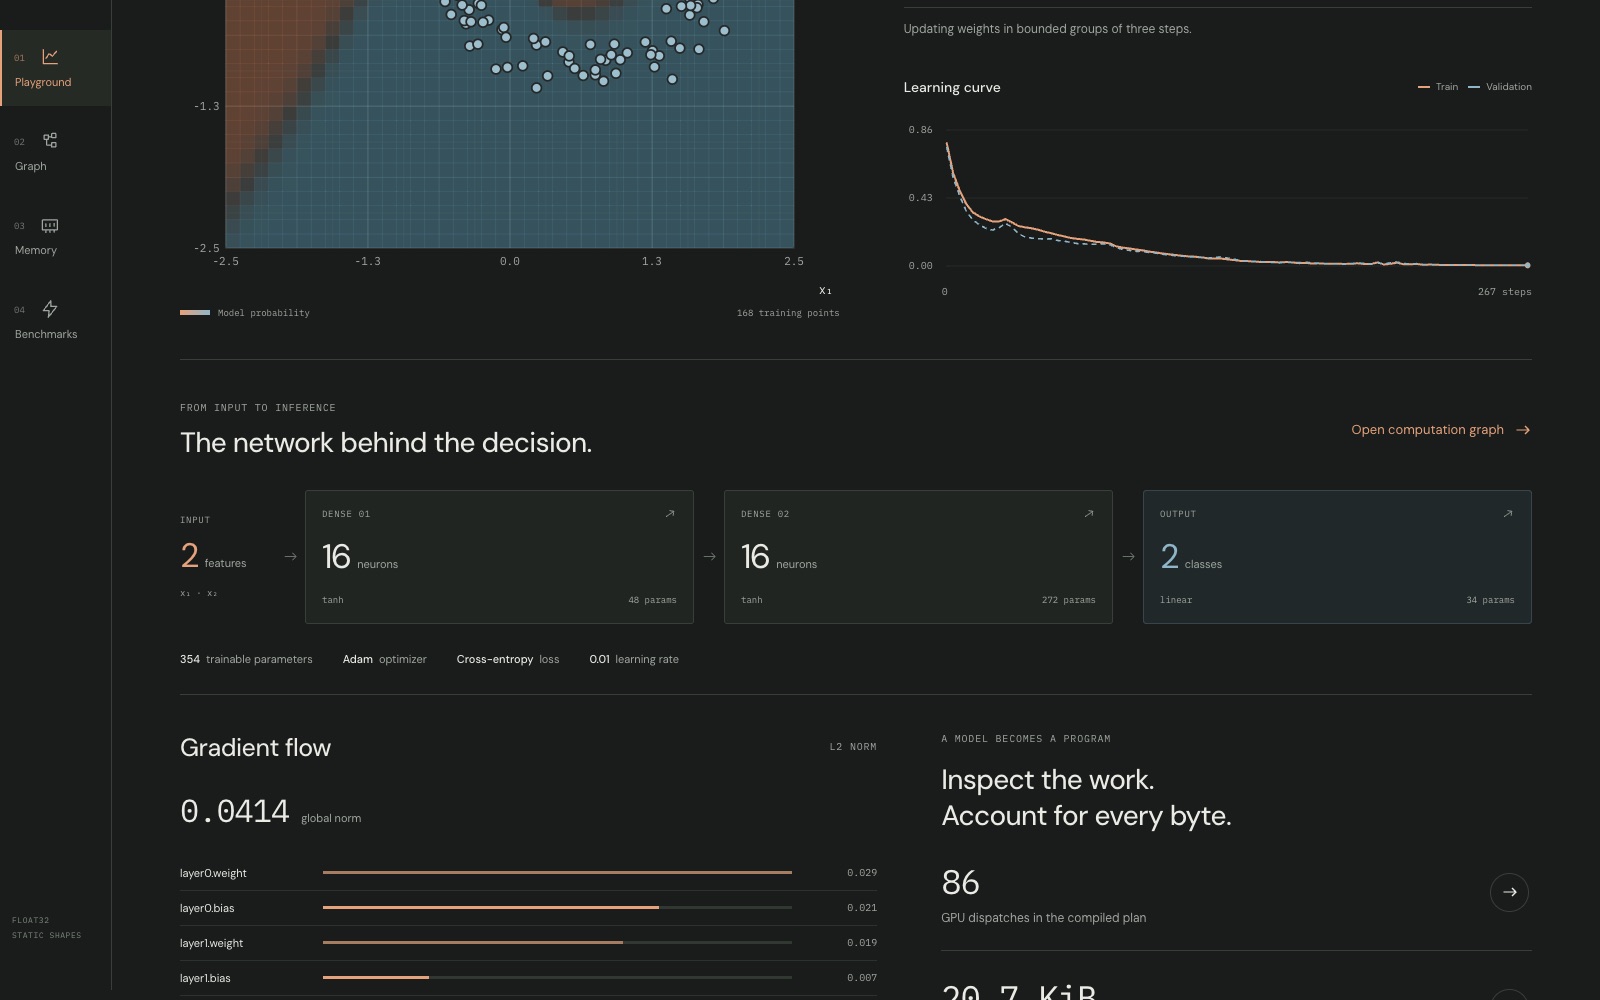 01
Playground
02
Graph
03
Memory
04
Benchmarks
FLOAT32
STATIC SHAPES
-1.3
-2.5
-2.5 -1.3 0.0 1.3 2.5
x₁
Model probability
168 training points
Updating weights in bounded groups of three steps.
Learning curve
Train Validation
0.86
0.43
0.00
0 267 steps
FROM INPUT TO INFERENCE
The network behind the decision.
Open computation graph →
INPUT
2 features
x₁ · x₂
→
DENSE 01 ↗
16 neurons
tanh 48 params
→
DENSE 02 ↗
16 neurons
tanh 272 params
→
OUTPUT ↗
2 classes
linear 34 params
354 trainable parameters Adam optimizer Cross-entropy loss 0.01 learning rate
Gradient flow
L2 NORM
0.0414 global norm
layer0.weight 0.029
layer0.bias 0.021
layer1.weight 0.019
layer1.bias 0.007
A MODEL BECOMES A PROGRAM
Inspect the work.
Account for every byte.
86
GPU dispatches in the compiled plan
→
20.7 KiB